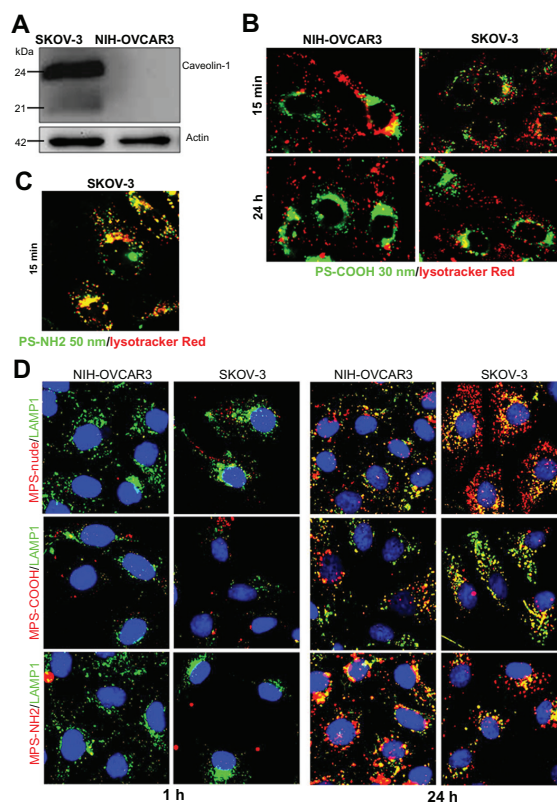 A
SKOV-3 NIH-OVCAR3
kDa
24
Caveolin-1
21
42
Actin
B
NIH-OVCAR3 SKOV-3
15 min
24 h
PS-COOH 30 nm/lysotracker Red
C
SKOV-3
15 min
PS-NH2 50 nm/lysotracker Red
D
NIH-OVCAR3 SKOV-3 NIH-OVCAR3 SKOV-3
MPS-nude/LAMP1
MPS-COOH/LAMP1
MPS-NH2/LAMP1
1 h 24 h